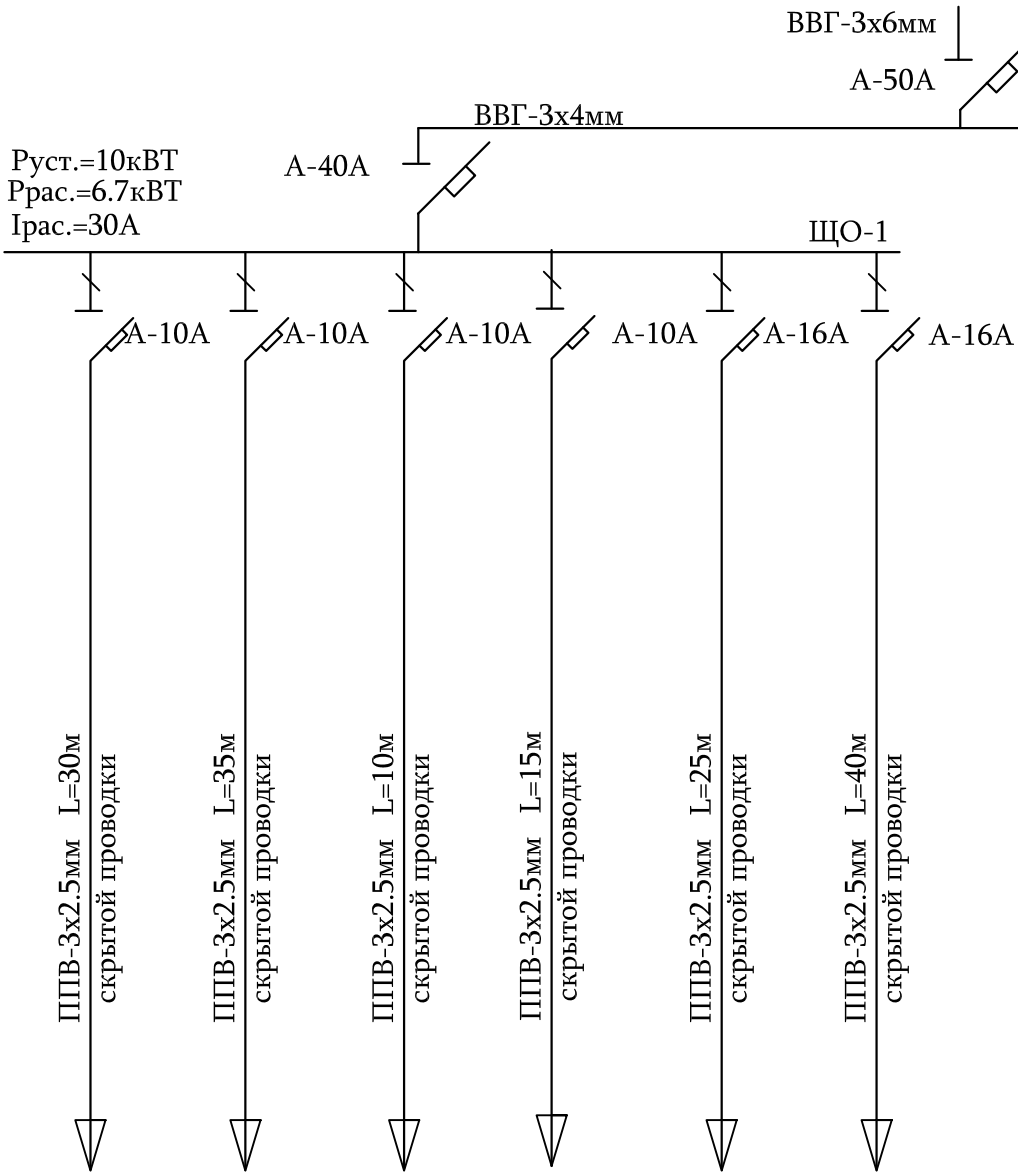 ВВГ-3х6мм
А-50А
ВВГ-3х4мм
А-40А
Руст.=10кВТ
Ррас.=6.7кВТ
Iрас.=30А
ЩО-1
А-10А
А-10А
А-10А
А-10А
А-16А
А-16А
ППВ-3х2.5мм L=30м
скрытой проводки
ППВ-3х2.5мм L=35м
скрытой проводки
ППВ-3х2.5мм L=10м
скрытой проводки
ППВ-3х2.5мм L=15м
скрытой проводки
ППВ-3х2.5мм L=25м
скрытой проводки
ППВ-3х2.5мм L=40м
скрытой проводки